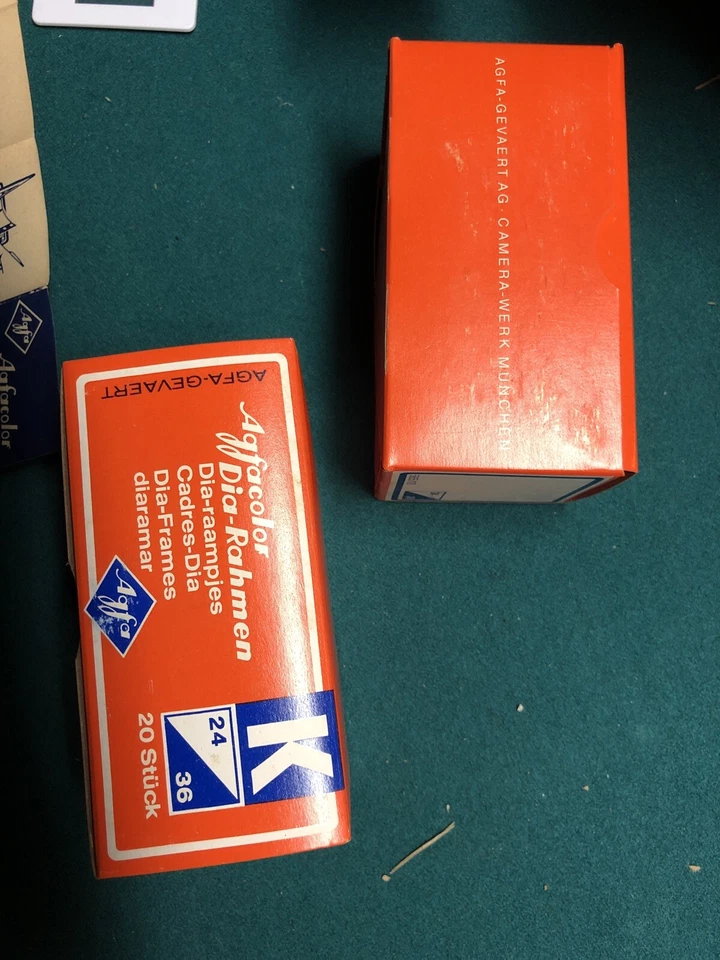 AGFA-GEVAERT AG · CAMERA-WERK MÜNCHEN
AGFA-GEVAERT
Agfacolor
Dia-Rahmen
Dia-raampjes
Cadres-Dia
Dia-Frames
diaramar
Agfa
K
24
36
20 Stück
Agfa
Agfacolor